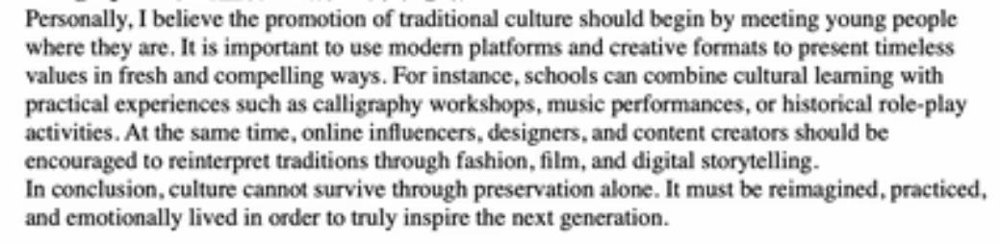 Personally, I believe the promotion of traditional culture should begin by meeting young people
where they are. It is important to use modern platforms and creative formats to present timeless
values in fresh and compelling ways. For instance, schools can combine cultural learning with
practical experiences such as calligraphy workshops, music performances, or historical role-play
activities. At the same time, online influencers, designers, and content creators should be
encouraged to reinterpret traditions through fashion, film, and digital storytelling.
In conclusion, culture cannot survive through preservation alone. It must be reimagined, practiced,
and emotionally lived in order to truly inspire the next generation.